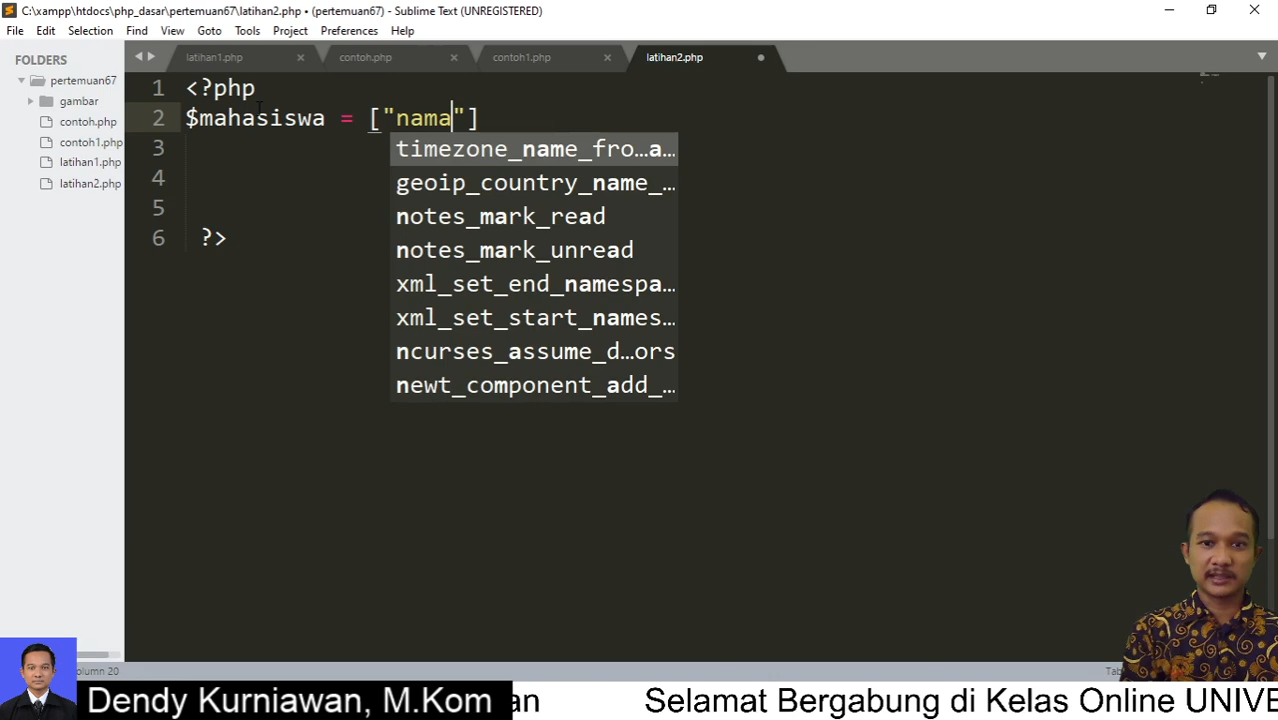 C:\xampp\htdocs\php_dasar\pertemuan67\latihan2.php • (pertemuan67) - Sublime Text (UNREGISTERED)
File Edit Selection Find View Goto Tools Project Preferences Help
FOLDERS
pertemuan67
gambar
contoh.php
contoh1.php
latihan1.php
latihan2.php
latihan1.php contoh.php contoh1.php latihan2.php
1 <?php
2 $mahasiswa = ["nama"]
3
4
5
6 ?>
timezone_name_fro…a…
geoip_country_name_…
notes_mark_read
notes_mark_unread
xml_set_end_namespa…
xml_set_start_names…
ncurses_assume_d…ors
newt_component_add_…
column 20
Dendy Kurniawan, M.Kom
Selamat Bergabung di Kelas Online